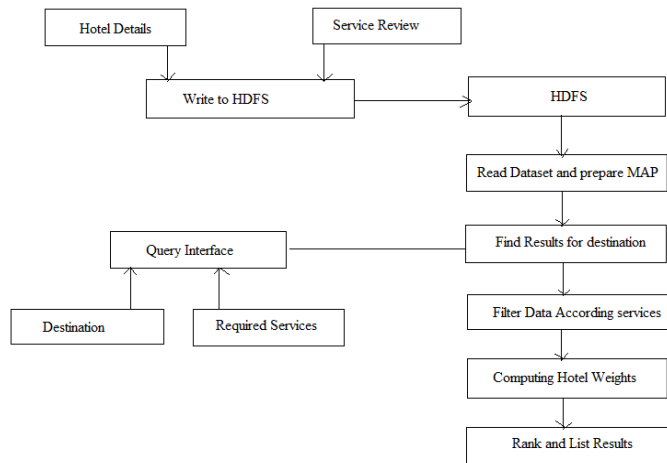 Hotel Details
Service Review
Write to HDFS
HDFS
Read Dataset and prepare MAP
Find Results for destination
Query Interface
Filter Data According services
Destination
Required Services
Computing Hotel Weights
Rank and List Results